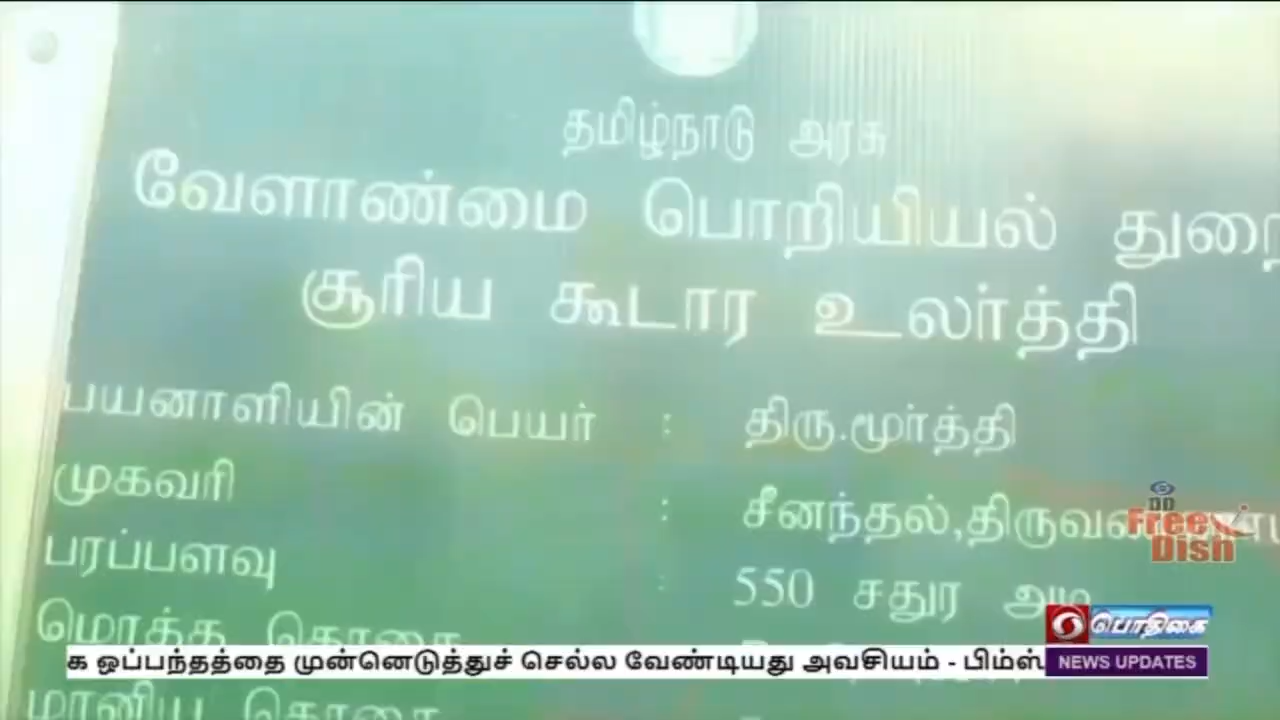 தமிழ்நாடு அரசு
வேளாண்மை பொறியியல் துறை
சூரிய கூடார உலர்த்தி
பயனாளியின் பெயர் : திரு.மூர்த்தி
முகவரி : சீனந்தல்,
பரப்பளவு : 550 சதுர அடி
மொத்த தொகை
மானிய தொகை
DD Free Dish
பொதிகை
க ஒப்பந்தத்தை முன்னெடுத்துச் செல்ல வேண்டியது அவசியம் - பிம்ஸ்
NEWS UPDATES